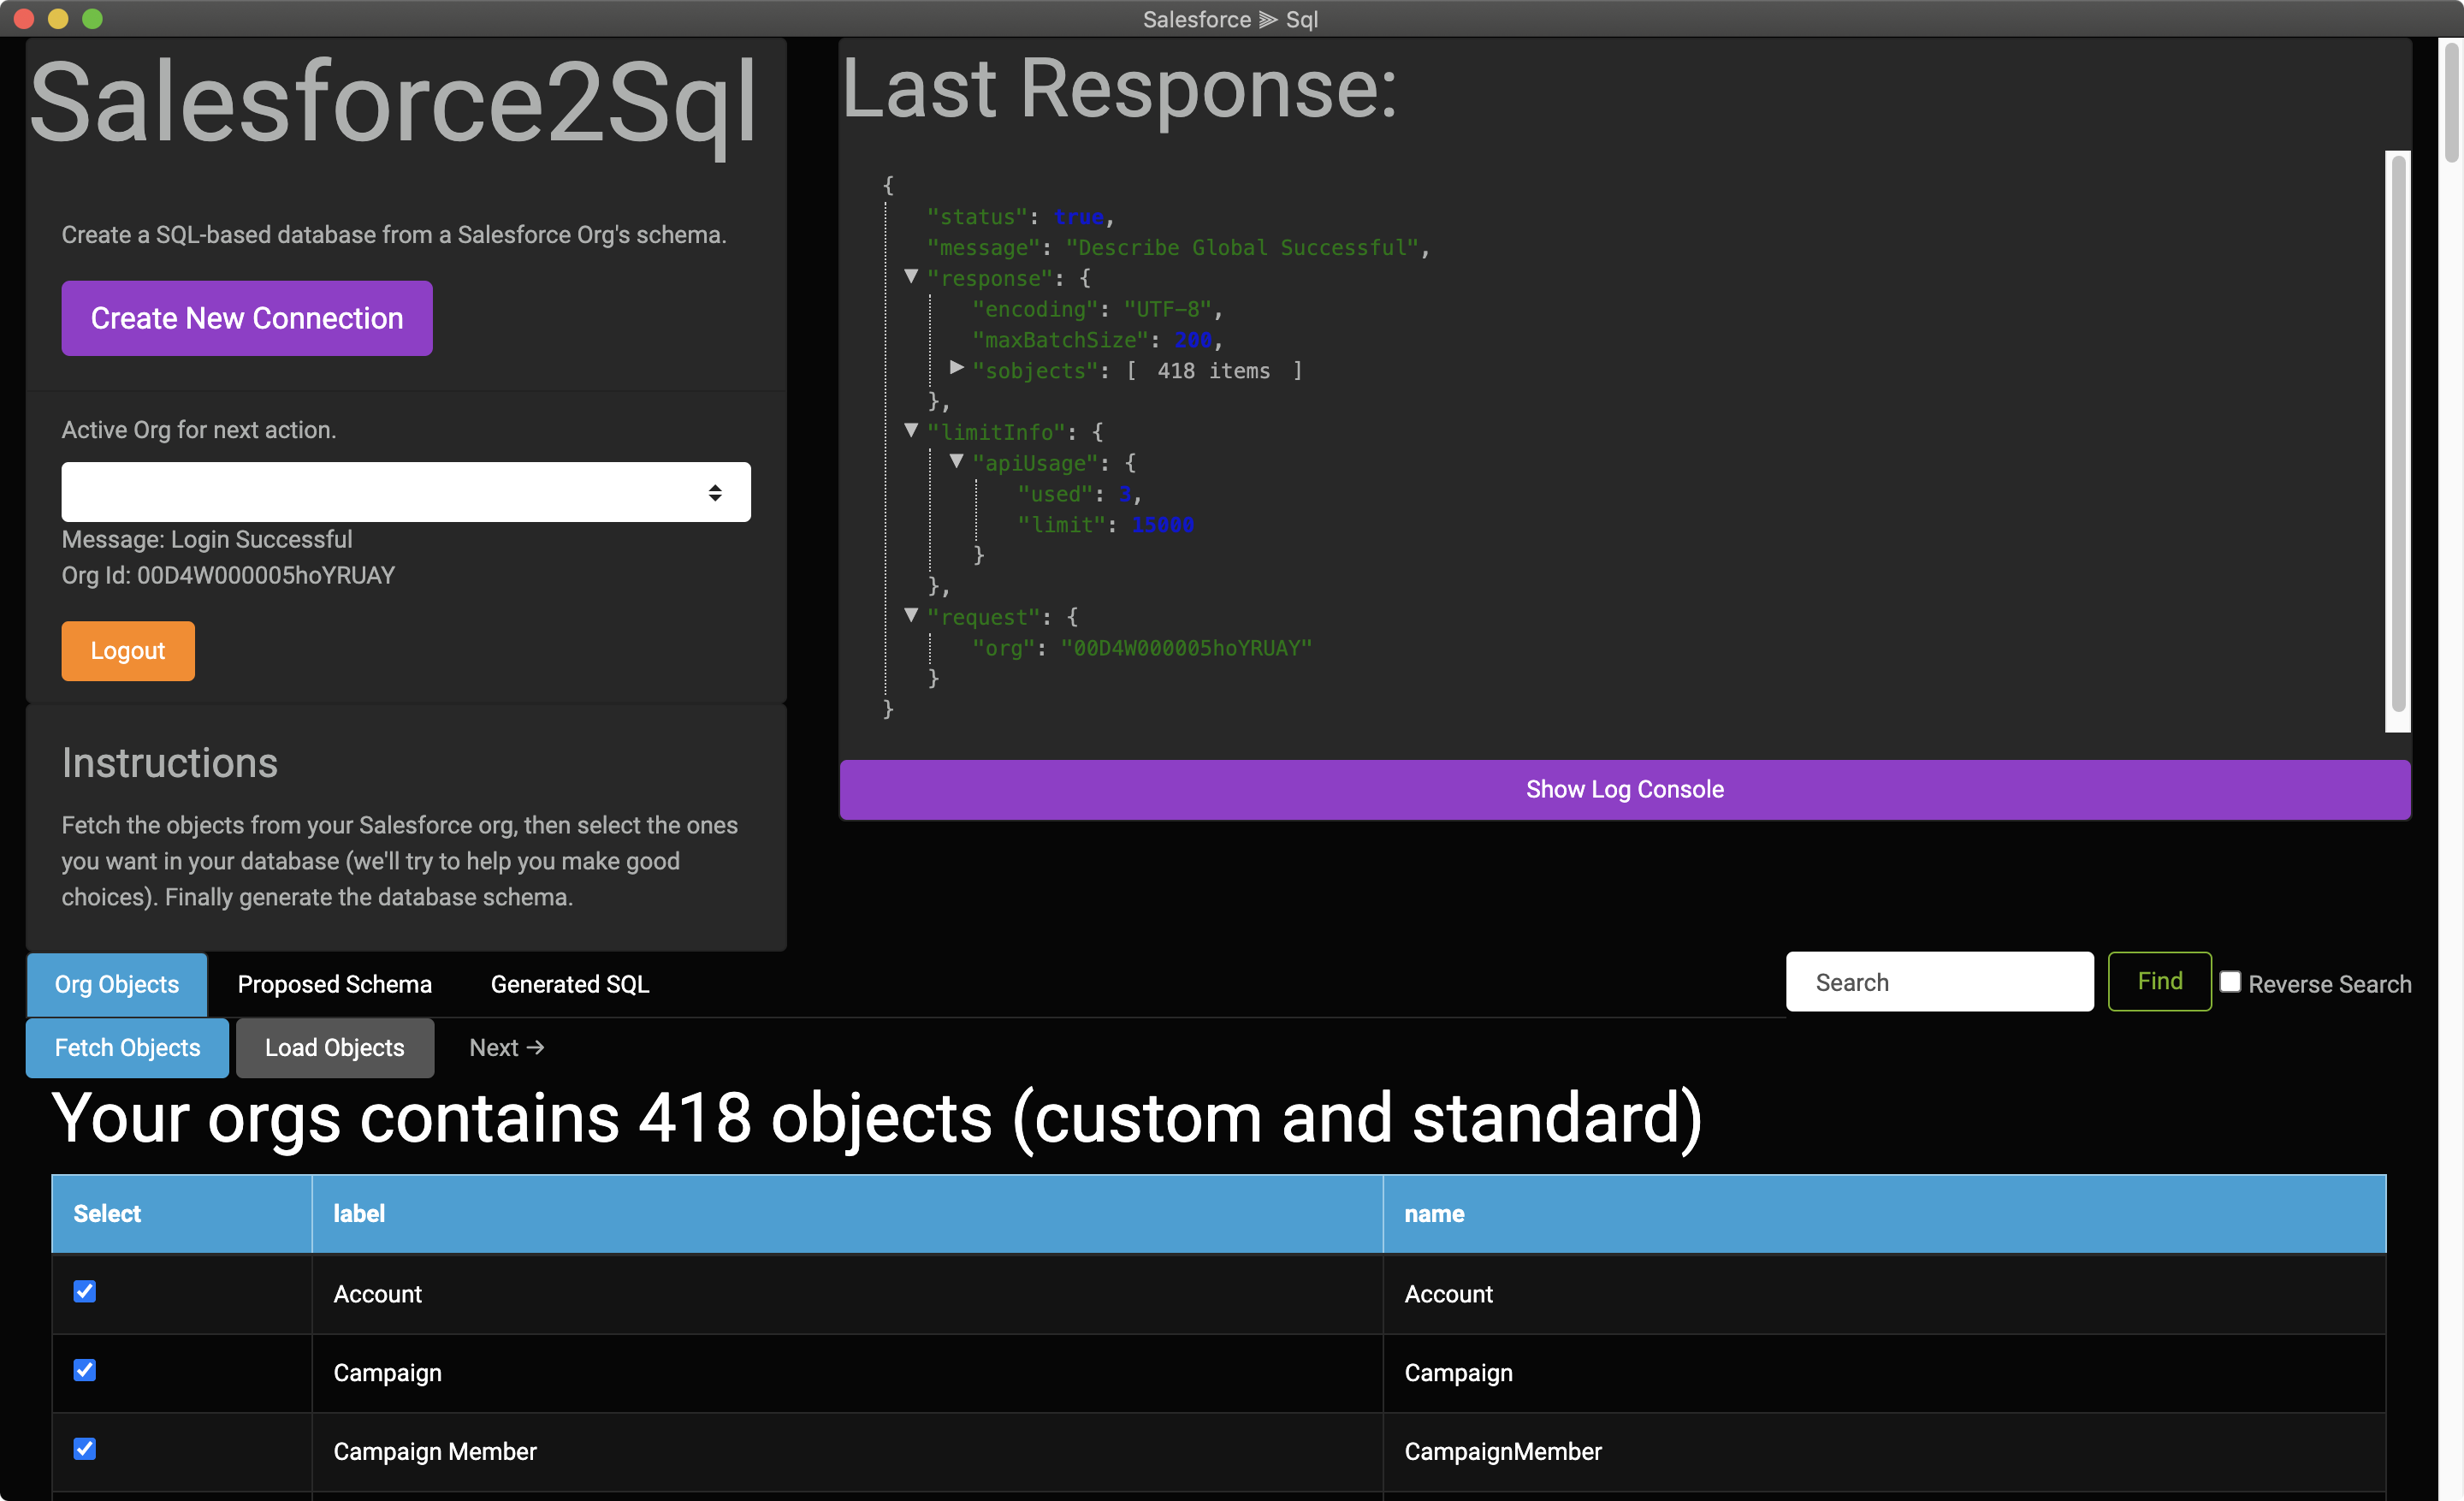 Salesforce ⫸ Sql
Salesforce2Sql
Create a SQL-based database from a Salesforce Org's schema.
Create New Connection
Active Org for next action.
Message: Login Successful
Org Id: 00D4W000005hoYRUAY
Logout
Instructions
Fetch the objects from your Salesforce org, then select the ones
you want in your database (we'll try to help you make good
choices). Finally generate the database schema.
Last Response:
{
"status": true,
"message": "Describe Global Successful",
▼ "response": {
"encoding": "UTF-8",
"maxBatchSize": 200,
▶ "sobjects": [ 418 items ]
},
▼ "limitInfo": {
▼ "apiUsage": {
"used": 3,
"limit": 15000
}
},
▼ "request": {
"org": "00D4W000005hoYRUAY"
}
}
Show Log Console
Org Objects Proposed Schema Generated SQL Search Find Reverse Search
Fetch Objects Load Objects Next →
Your orgs contains 418 objects (custom and standard)
Select label name
Account Account
Campaign Campaign
Campaign Member CampaignMember